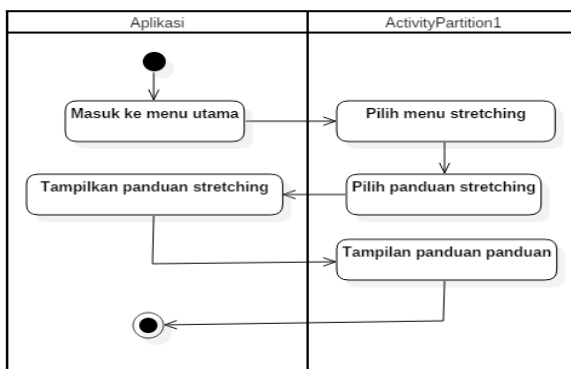 Aplikasi
ActivityPartition1
Masuk ke menu utama
Pilih menu stretching
Tampilkan panduan stretching
Pilih panduan stretching
Tampilan panduan panduan